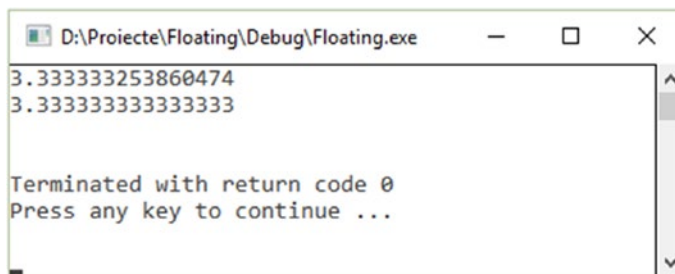 D:\Proiecte\Floating\Debug\Floating.exe
3.333333253860474
3.333333333333333
Terminated with return code 0
Press any key to continue ...